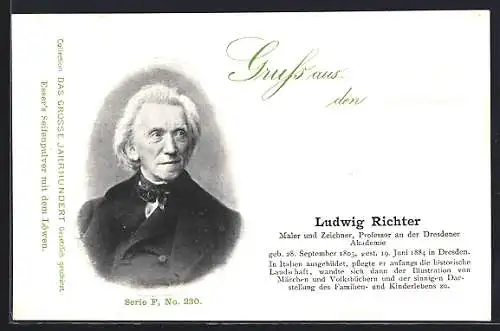 Collection DAS GROSSE JAHRHUNDERT Gesetzlich geschützt.
Esser's Seifenpulver mit dem Löwen.
Gruß aus
den
Ludwig Richter
Maler und Zeichner, Professor an der Dresdener
Akademie
geb. 28. September 1803, gest. 19. Juni 1884 in Dresden.
In Italien ausgebildet, pflegte er anfangs die historische
Landschaft, wandte sich dann der Illustration von
Märchen und Volksbüchern und der sinnigen Dar-
stellung des Familien- und Kinderlebens zu.
Serie F, No. 230.